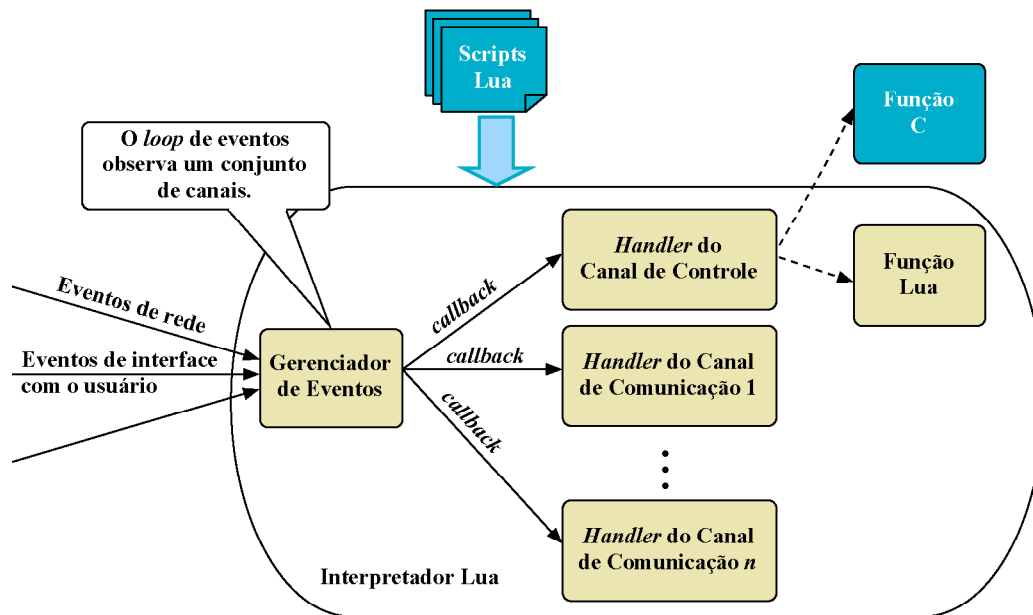 Scripts
Lua
Função
C
O loop de eventos
observa um conjunto
de canais.
Handler do
Canal de Controle
Função
Lua
Eventos de rede
callback
Eventos de interface
com o usuário
Gerenciador
de Eventos
callback
Handler do Canal
de Comunicação 1
callback
Handler do Canal
de Comunicação n
Interpretador Lua